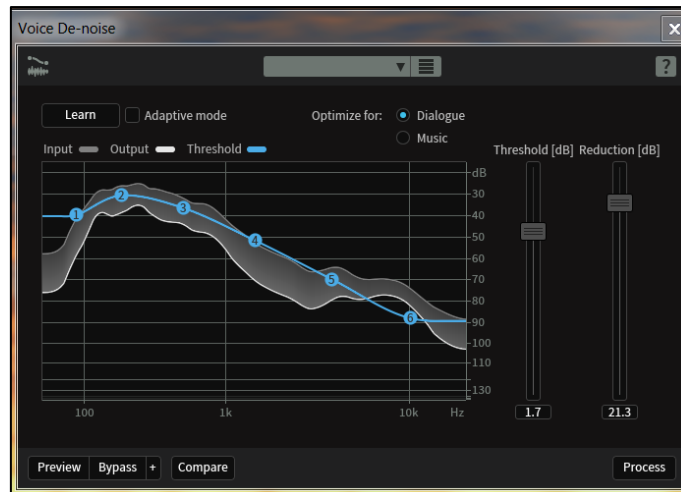 Voice De-noise
x
?
Learn
Adaptive mode
Optimize for:
Dialogue
Music
Input
Output
Threshold
Threshold [dB]
Reduction [dB]
dB
-30
-40
-50
-60
-70
-80
-90
-100
-110
-130
1
2
3
4
5
6
100
1k
10k
Hz
1.7
21.3
Preview
Bypass
+
Compare
Process